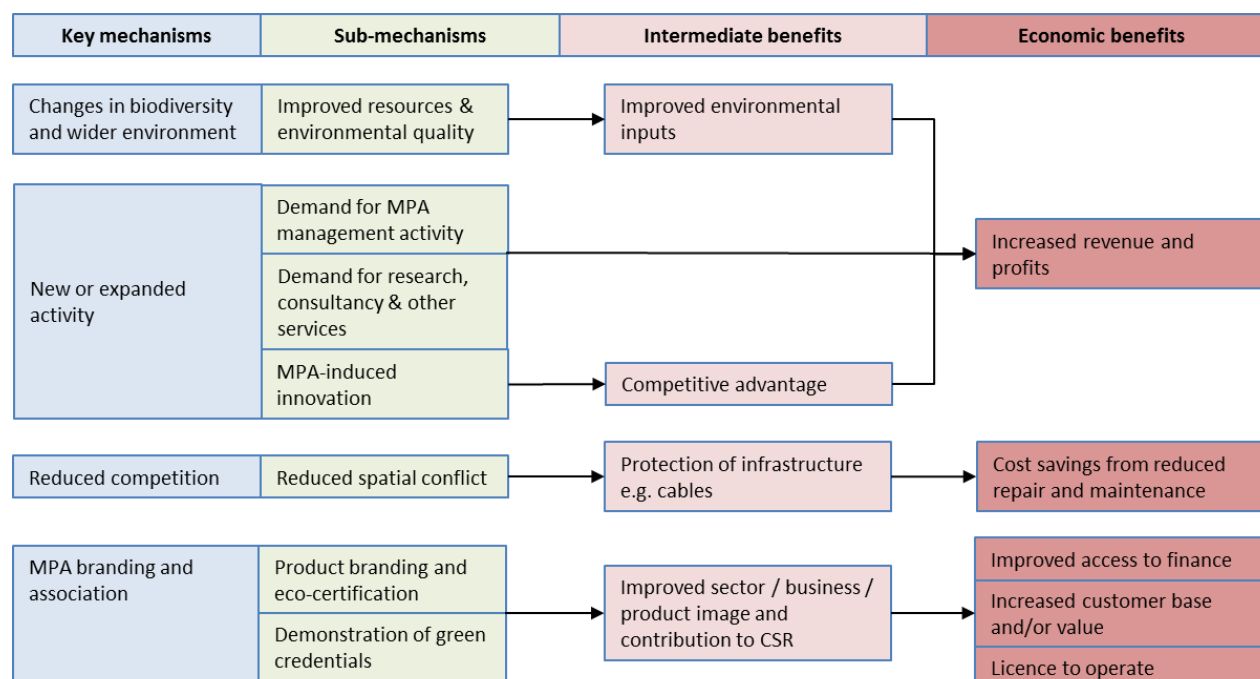 Key mechanisms
Sub-mechanisms
Intermediate benefits
Economic benefits
Changes in biodiversity
and wider environment
Improved resources &
environmental quality
Improved environmental
inputs
New or expanded
activity
Demand for MPA
management activity
Demand for research,
consultancy & other
services
MPA-induced
innovation
Competitive advantage
Increased revenue and
profits
Reduced competition
Reduced spatial conflict
Protection of infrastructure
e.g. cables
Cost savings from reduced
repair and maintenance
MPA branding and
association
Product branding and
eco-certification
Demonstration of green
credentials
Improved sector / business /
product image and
contribution to CSR
Improved access to finance
Increased customer base
and/or value
Licence to operate